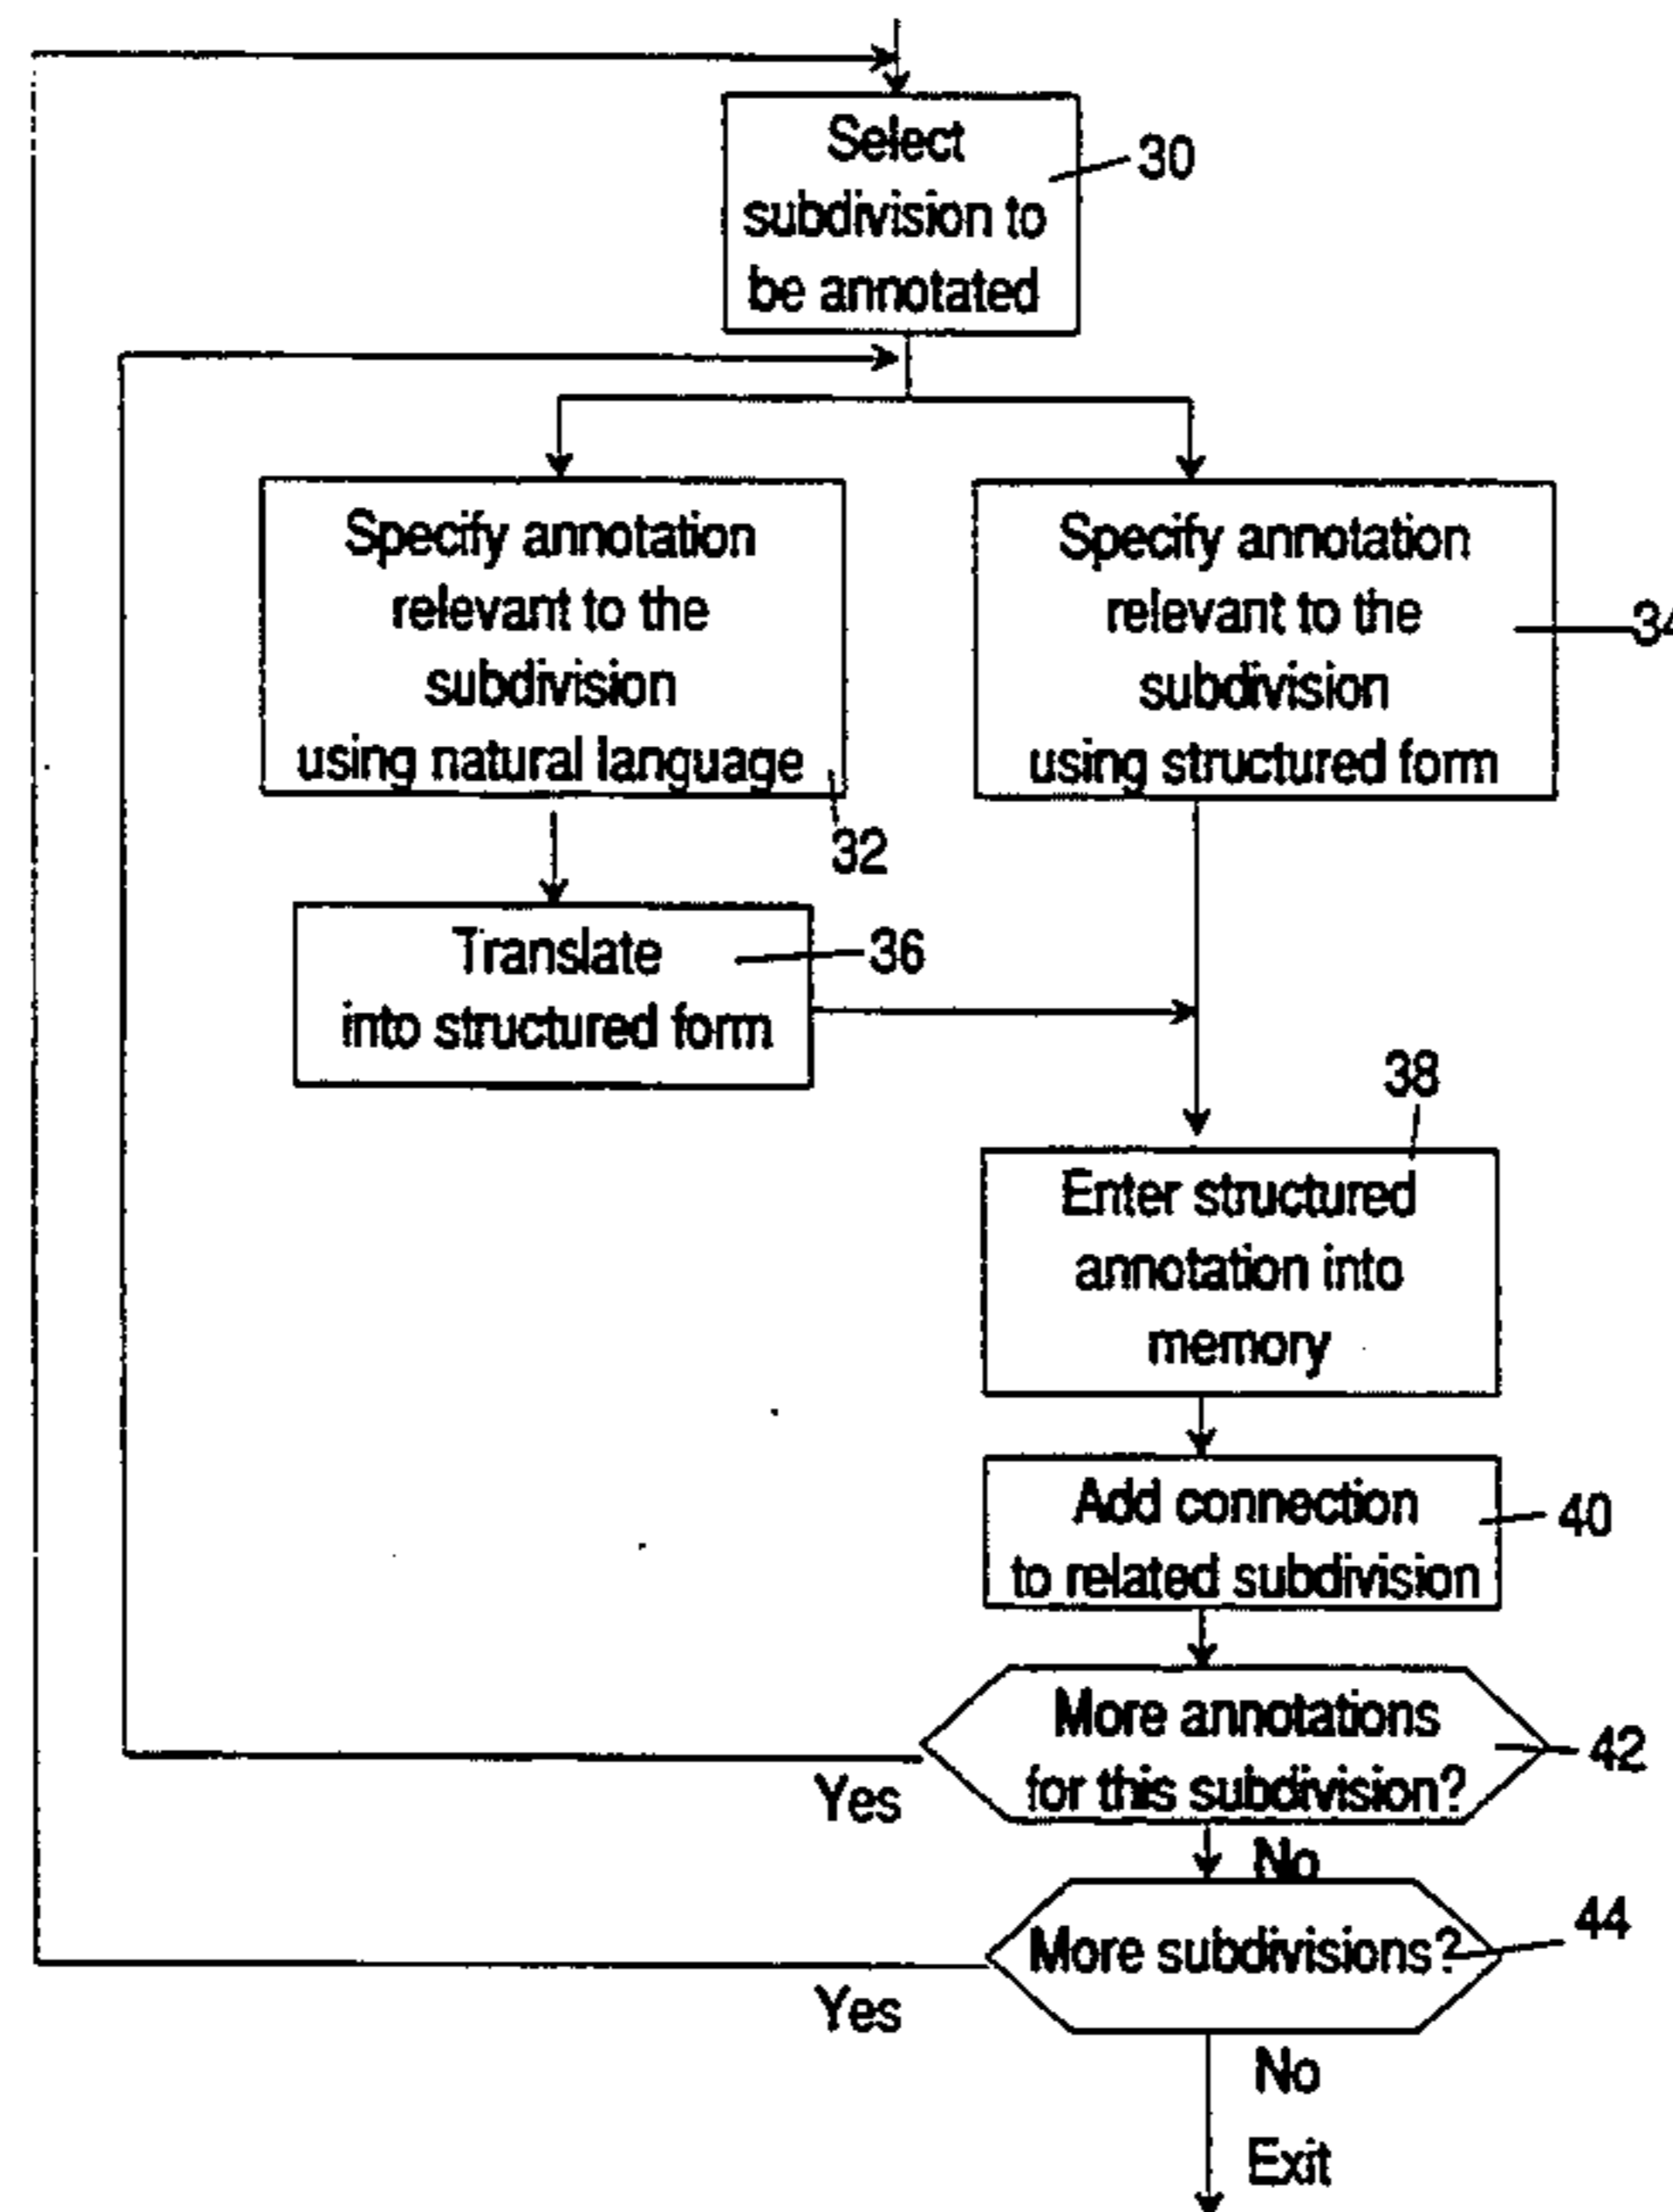 Select
subdivision to
be annotated
30
Specify annotation
relevant to the
subdivision
using natural language
32
Specify annotation
relevant to the
subdivision
using structured form
34
Translate
into structured form
36
38
Enter structured
annotation into
memory
Add connection
to related subdivision
40
More annotations
for this subdivision?
42
Yes
No
More subdivisions?
44
Yes
No
Exit